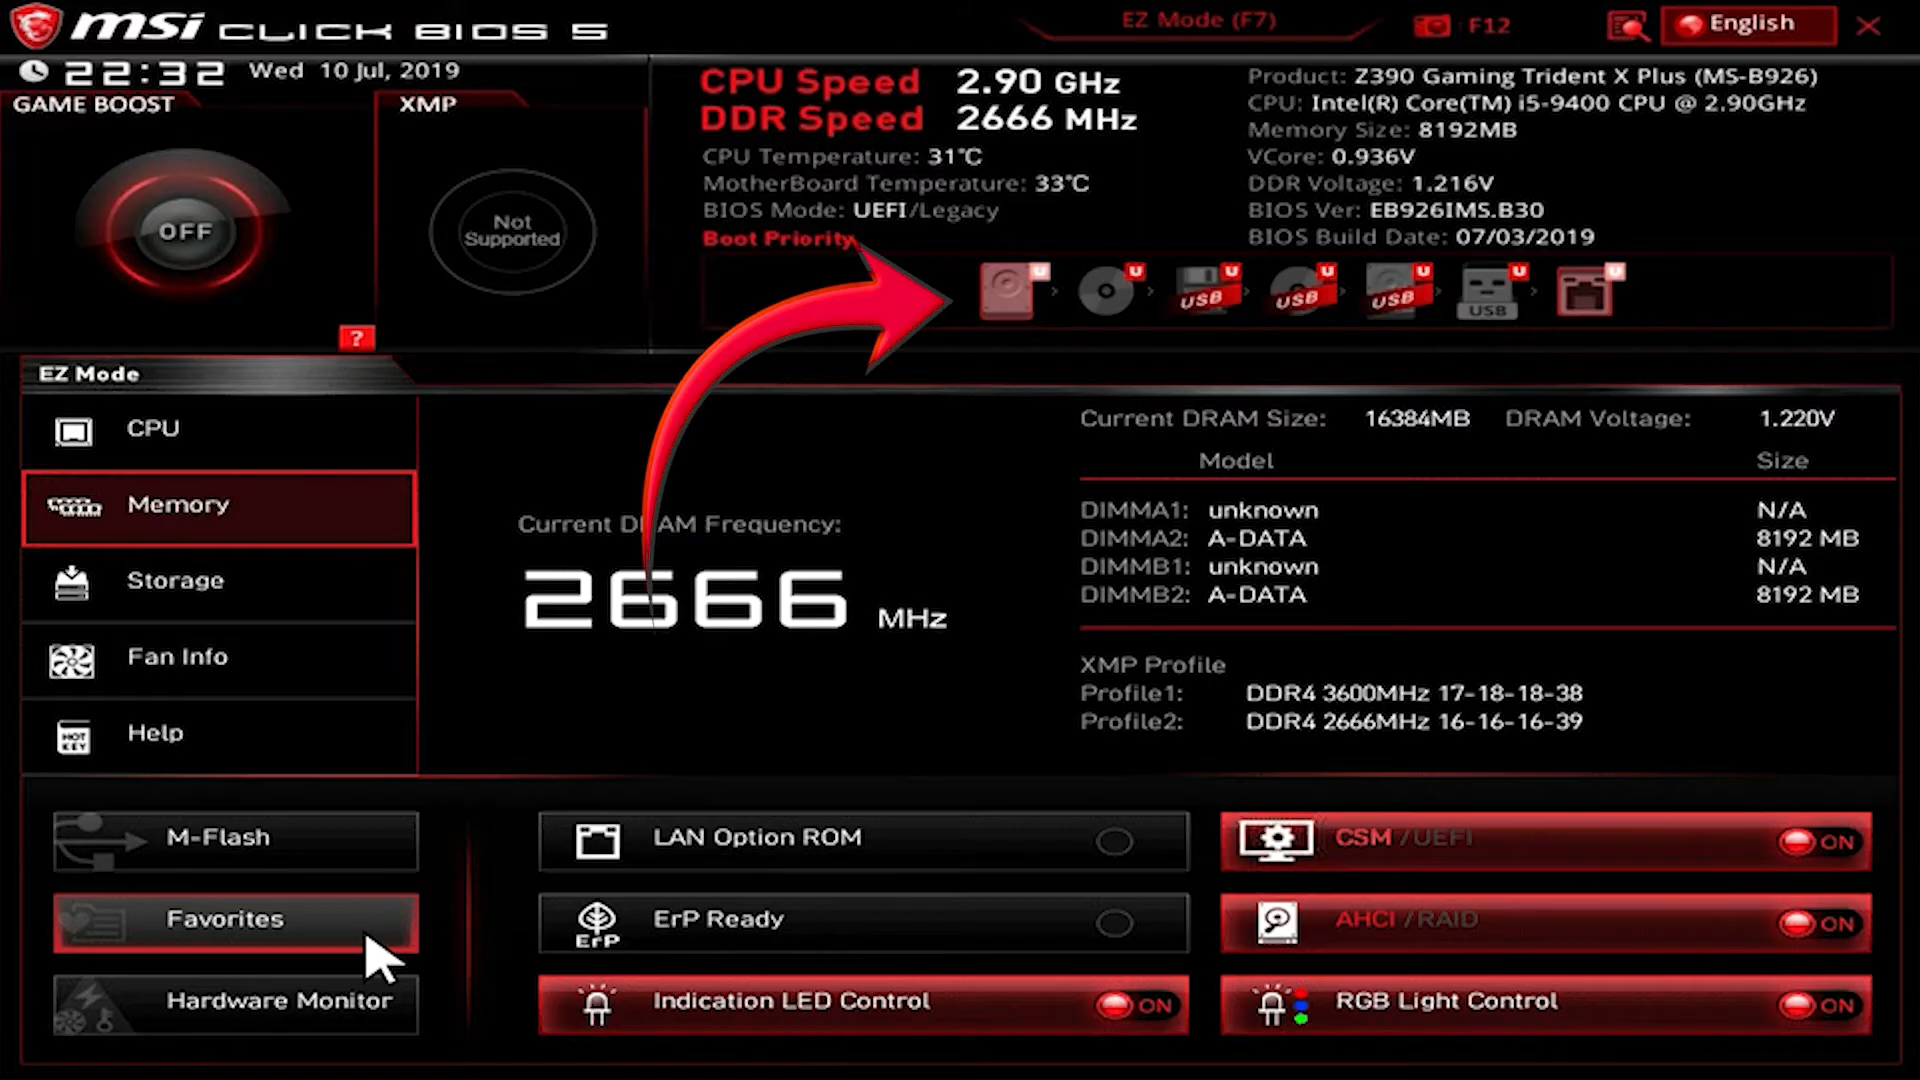 msi CLICK BIOS 5
EZ Mode (F7)
F12
English
22:32 Wed 10 Jul, 2019
GAME BOOST
XMP
OFF
Not
Supported
?
CPU Speed 2.90 GHz
DDR Speed 2666 MHz
CPU Temperature: 31℃
MotherBoard Temperature: 33℃
BIOS Mode: UEFI/Legacy
Boot Priority
Product: Z390 Gaming Trident X Plus (MS-B926)
CPU: Intel(R) Core(TM) i5-9400 CPU @ 2.90GHz
Memory Size: 8192MB
VCore: 0.936V
DDR Voltage: 1.216V
BIOS Ver: EB926IMS.B30
BIOS Build Date: 07/03/2019
U U U U U U U
USB USB USB USB
EZ Mode
CPU
Memory
Storage
Fan Info
HOT KEY Help
Current DRAM Frequency:
2666 MHz
Current DRAM Size: 16384MB DRAM Voltage: 1.220V
Model Size
DIMMA1: unknown N/A
DIMMA2: A-DATA 8192 MB
DIMMB1: unknown N/A
DIMMB2: A-DATA 8192 MB
XMP Profile
Profile1: DDR4 3600MHz 17-18-18-38
Profile2: DDR4 2666MHz 16-16-16-39
M-Flash
Favorites
Hardware Monitor
LAN Option ROM
ErP ErP Ready
Indication LED Control ON
CSM /UEFI ON
AHCI /RAID ON
RGB Light Control ON